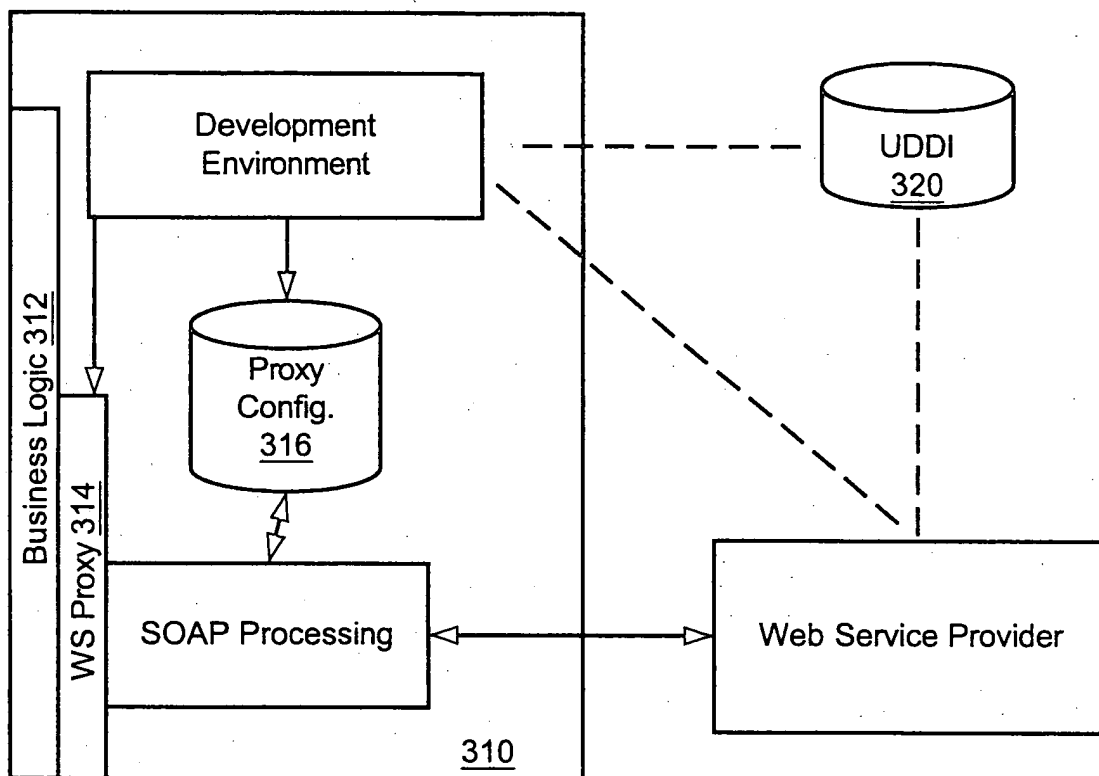 Development
Environment
UDDI
320
Business Logic 312
Proxy
Config.
316
WS Proxy 314
SOAP Processing
Web Service Provider
310